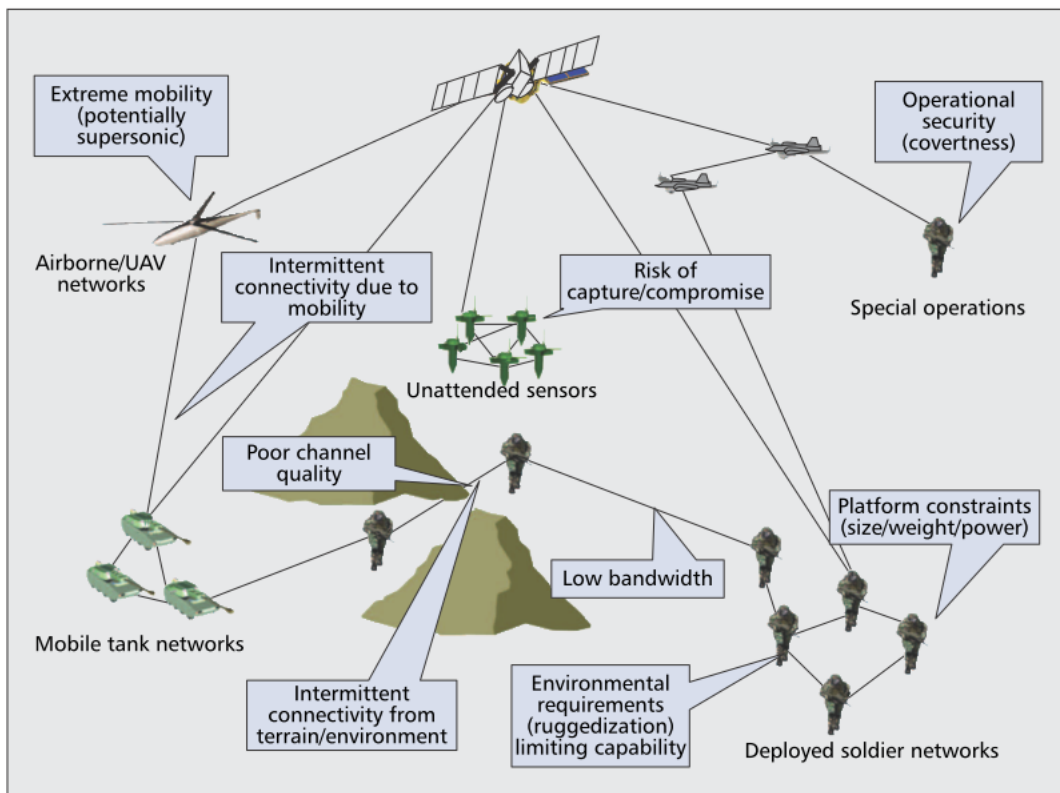 Extreme mobility
(potentially
supersonic)
Operational
security
(covertness)
Airborne/UAV
networks
Intermittent
connectivity due to
mobility
Risk of
capture/compromise
Special operations
Unattended sensors
Poor channel
quality
Platform constraints
(size/weight/power)
Low bandwidth
Mobile tank networks
Intermittent
connectivity from
terrain/environment
Environmental
requirements
(ruggedization)
limiting capability
Deployed soldier networks